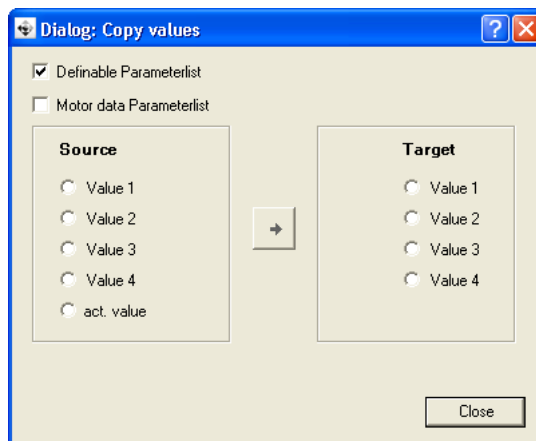 Dialog: Copy values
Definable Parameterlist
Motor data Parameterlist
Source
Value 1
Value 2
Value 3
Value 4
act. value
Target
Value 1
Value 2
Value 3
Value 4
Close